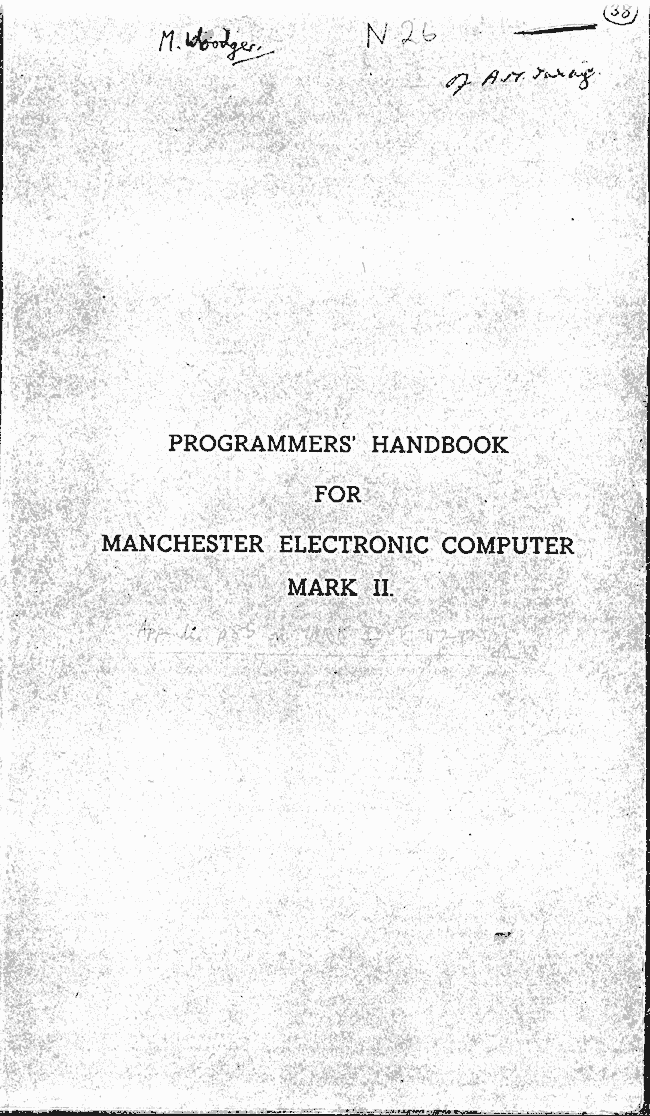 38
M. Woodger.
N 26
of A.M. Turing.
PROGRAMMERS' HANDBOOK
FOR
MANCHESTER ELECTRONIC COMPUTER
MARK II.